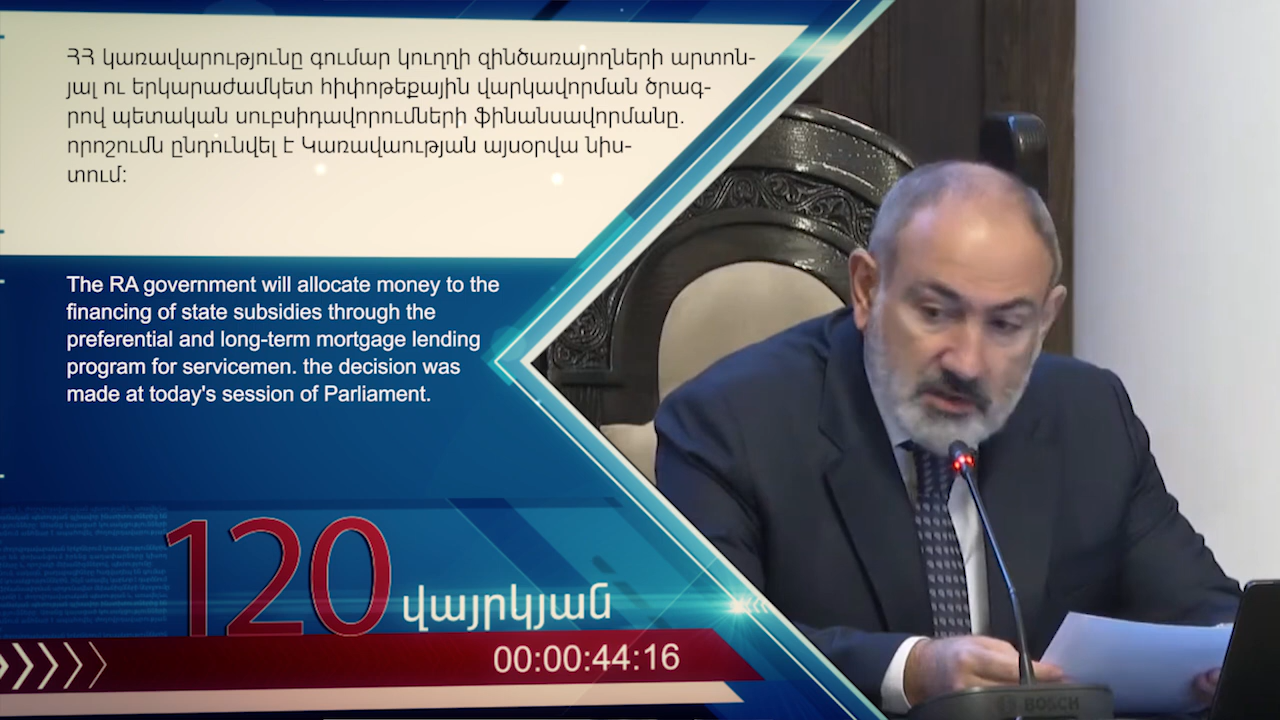 ՀՀ կառավարությունը գումար կուղղի զինծառայողների արտոն-
յալ ու երկարաժամկետ հիփոթեքային վարկավորման ծրագ-
րով պետական սուբսիդավորումների ֆինանսավորմանը.
որոշումն ընդունվել է Կառավաության այսօրվա նիս-
տում:
The RA government will allocate money to the
financing of state subsidies through the
preferential and long-term mortgage lending
program for servicemen. the decision was
made at today's session of Parliament.
120 վայրկյան
00:00:44:16
BOSCH